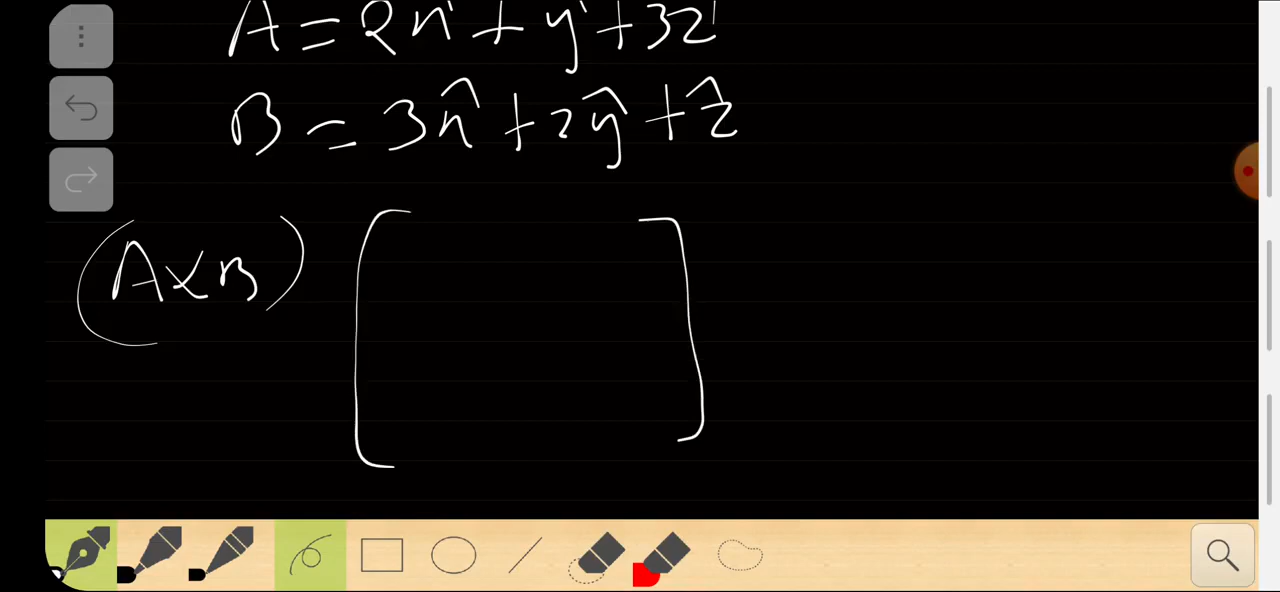 A = 2x̂ + ŷ + 3ẑ
B = 3x̂ + 2ŷ + ẑ
(A×B) [ ]